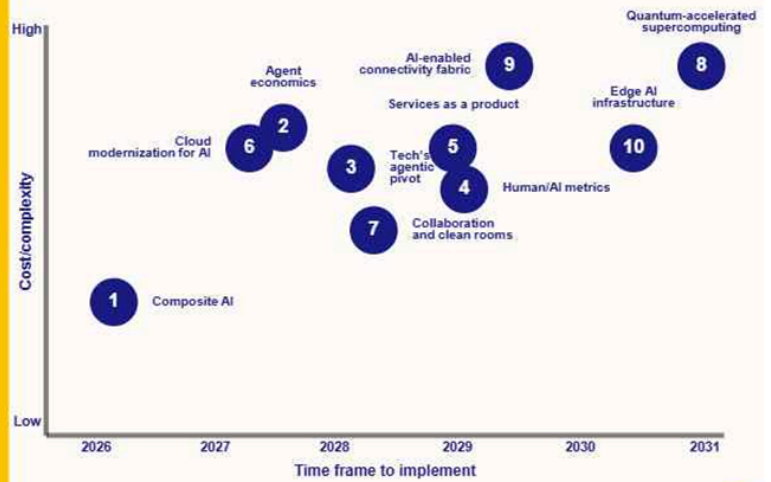 High
Quantum-accelerated
supercomputing
AI-enabled
connectivity fabric
9
8
Agent
economics
Services as a product
Edge AI
infrastructure
2
Cloud
modernization for AI
6
3
Tech's
agentic
pivot
5
10
4
Human/AI metrics
7
Collaboration
and clean rooms
Cost/complexity
1
Composite AI
Low
2026
2027
2028
2029
2030
2031
Time frame to implement